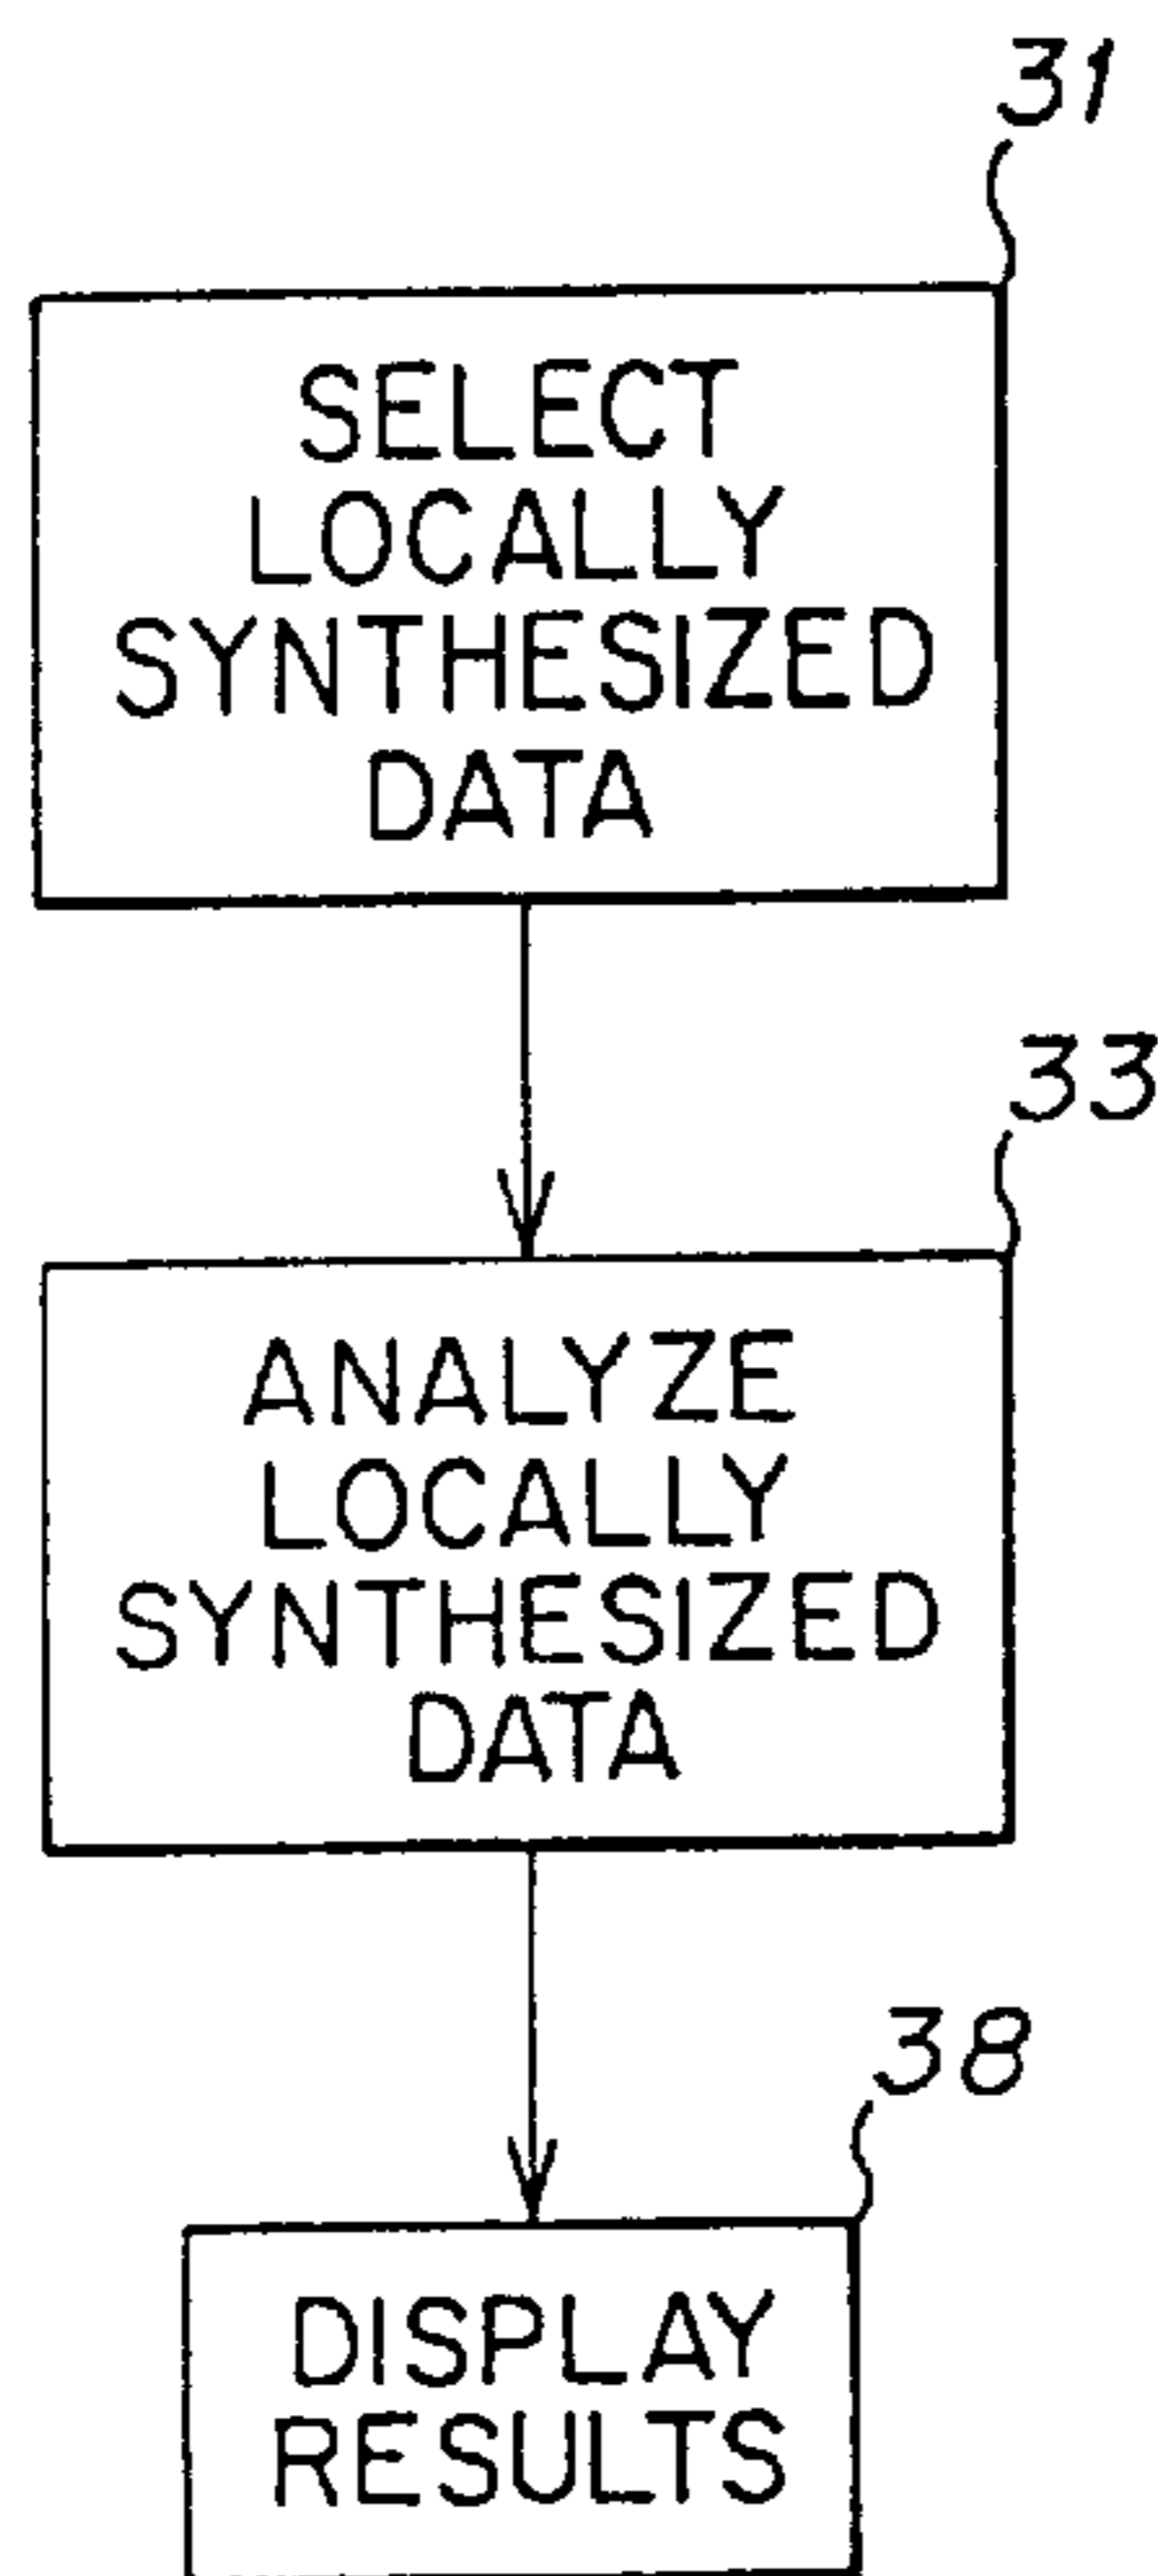 31
SELECT
LOCALLY
SYNTHESIZED
DATA
33
ANALYZE
LOCALLY
SYNTHESIZED
DATA
38
DISPLAY
RESULTS